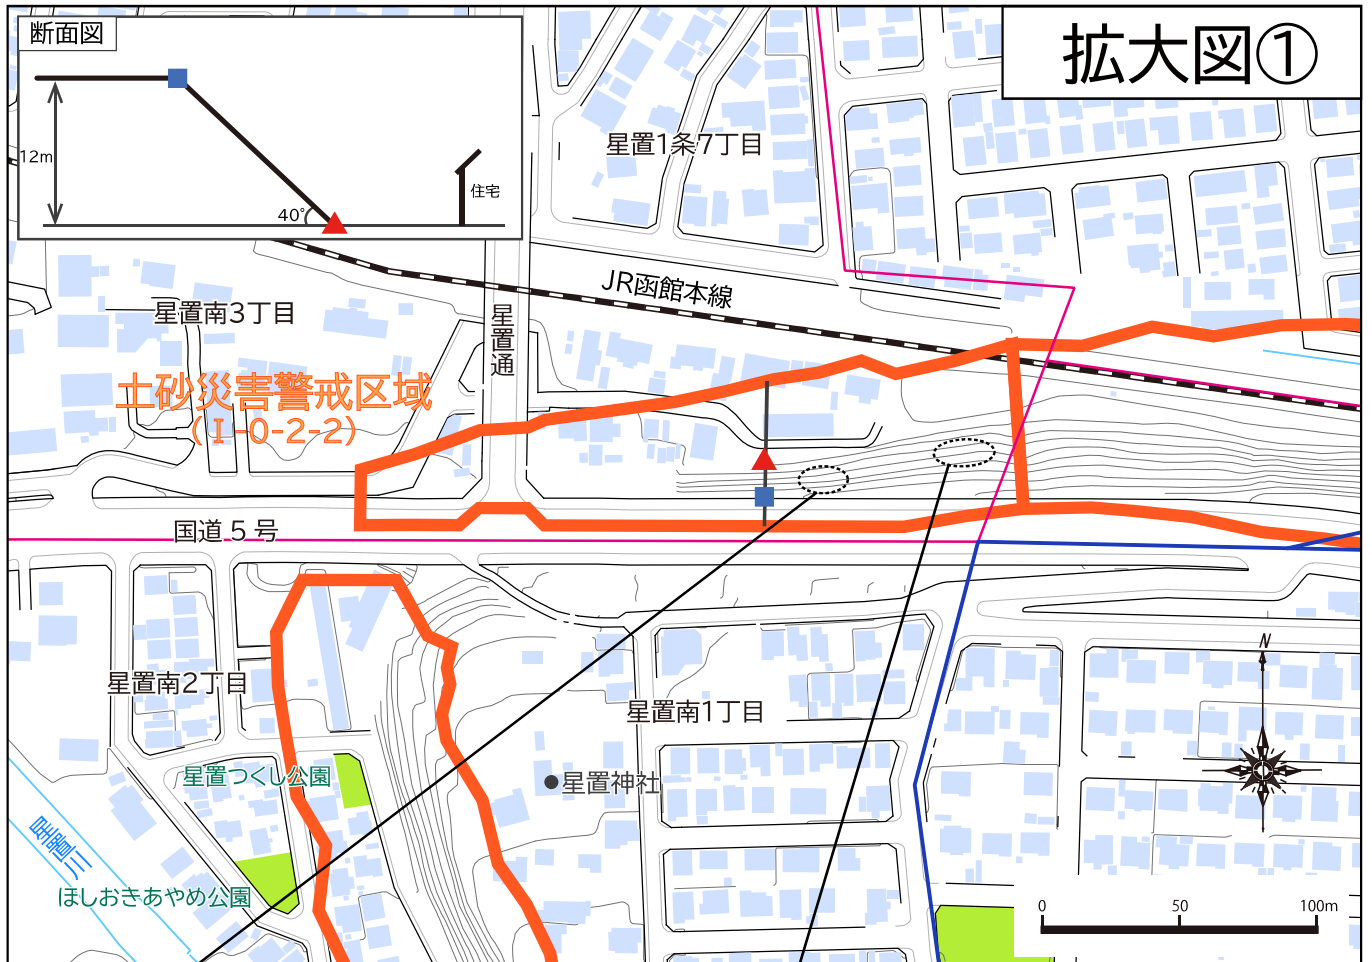 断面図
拡大図①
12m
40°
住宅
星置1条7丁目
JR函館本線
星置南3丁目
星置通
土砂災害警戒区域
(Ⅰ-0-2-2)
国道5号
星置南2丁目
星置南1丁目
星置つくし公園
星置神社
星置川
ほしおきあやめ公園
N
0 50 100m